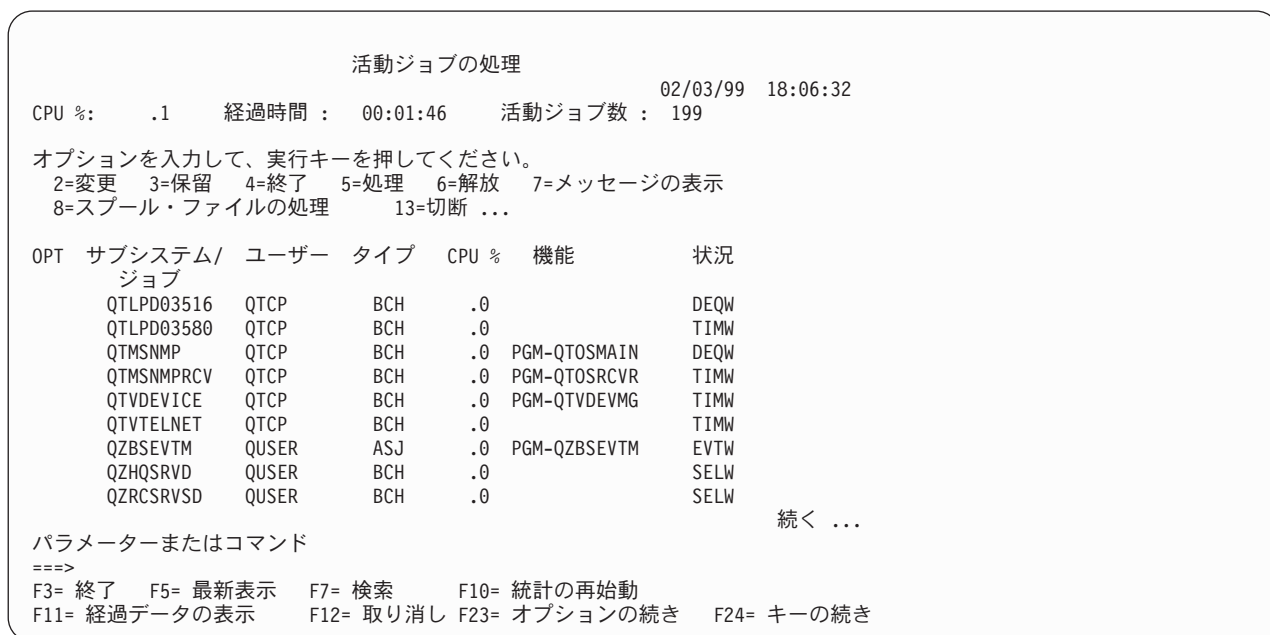 活動ジョブの処理
02/03/99 18:06:32
CPU %: .1 経過時間 : 00:01:46 活動ジョブ数 : 199
オプションを入力して、実行キーを押してください。
2=変更 3=保留 4=終了 5=処理 6=解放 7=メッセージの表示
8=スプール・ファイルの処理 13=切断 ...
OPT サブシステム/ ユーザー タイプ CPU % 機能 状況
ジョブ
QTLPD03516 QTCP BCH .0 DEQW
QTLPD03580 QTCP BCH .0 TIMW
QTMSNMP QTCP BCH .0 PGM-QTOSMAIN DEQW
QTMSNMPRCV QTCP BCH .0 PGM-QTOSRCVR TIMW
QTVDEVICE QTCP BCH .0 PGM-QTVDEVMG TIMW
QTVTELNET QTCP BCH .0 TIMW
QZBSEVTM QUSER ASJ .0 PGM-QZBSEVTM EVTW
QZHQSRVD QUSER BCH .0 SELW
QZRCSRVSD QUSER BCH .0 SELW
続く ...
パラメーターまたはコマンド
===>
F3= 終了 F5= 最新表示 F7= 検索 F10= 統計の再始動
F11= 経過データの表示 F12= 取り消し F23= オプションの続き F24= キーの続き